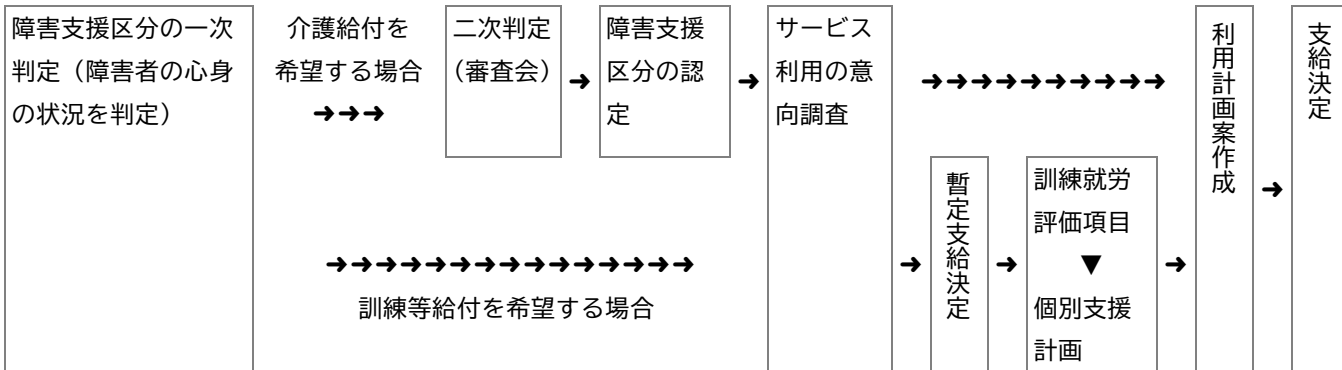 障害支援区分の一次
判定（障害者の心身
の状況を判定）
介護給付を
希望する場合
➜➜➜
二次判定
（審査会）
➜
障害支援
区分の認
定
➜
サービス
利用の意
向調査
➜➜➜➜➜➜➜➜➜➜
➜➜➜➜➜➜➜➜➜➜➜➜➜➜➜
訓練等給付を希望する場合
➜
暫定支給決定
➜
訓練就労
評価項目
▼
個別支援
計画
➜
利用計画案作成
➜
支給決定